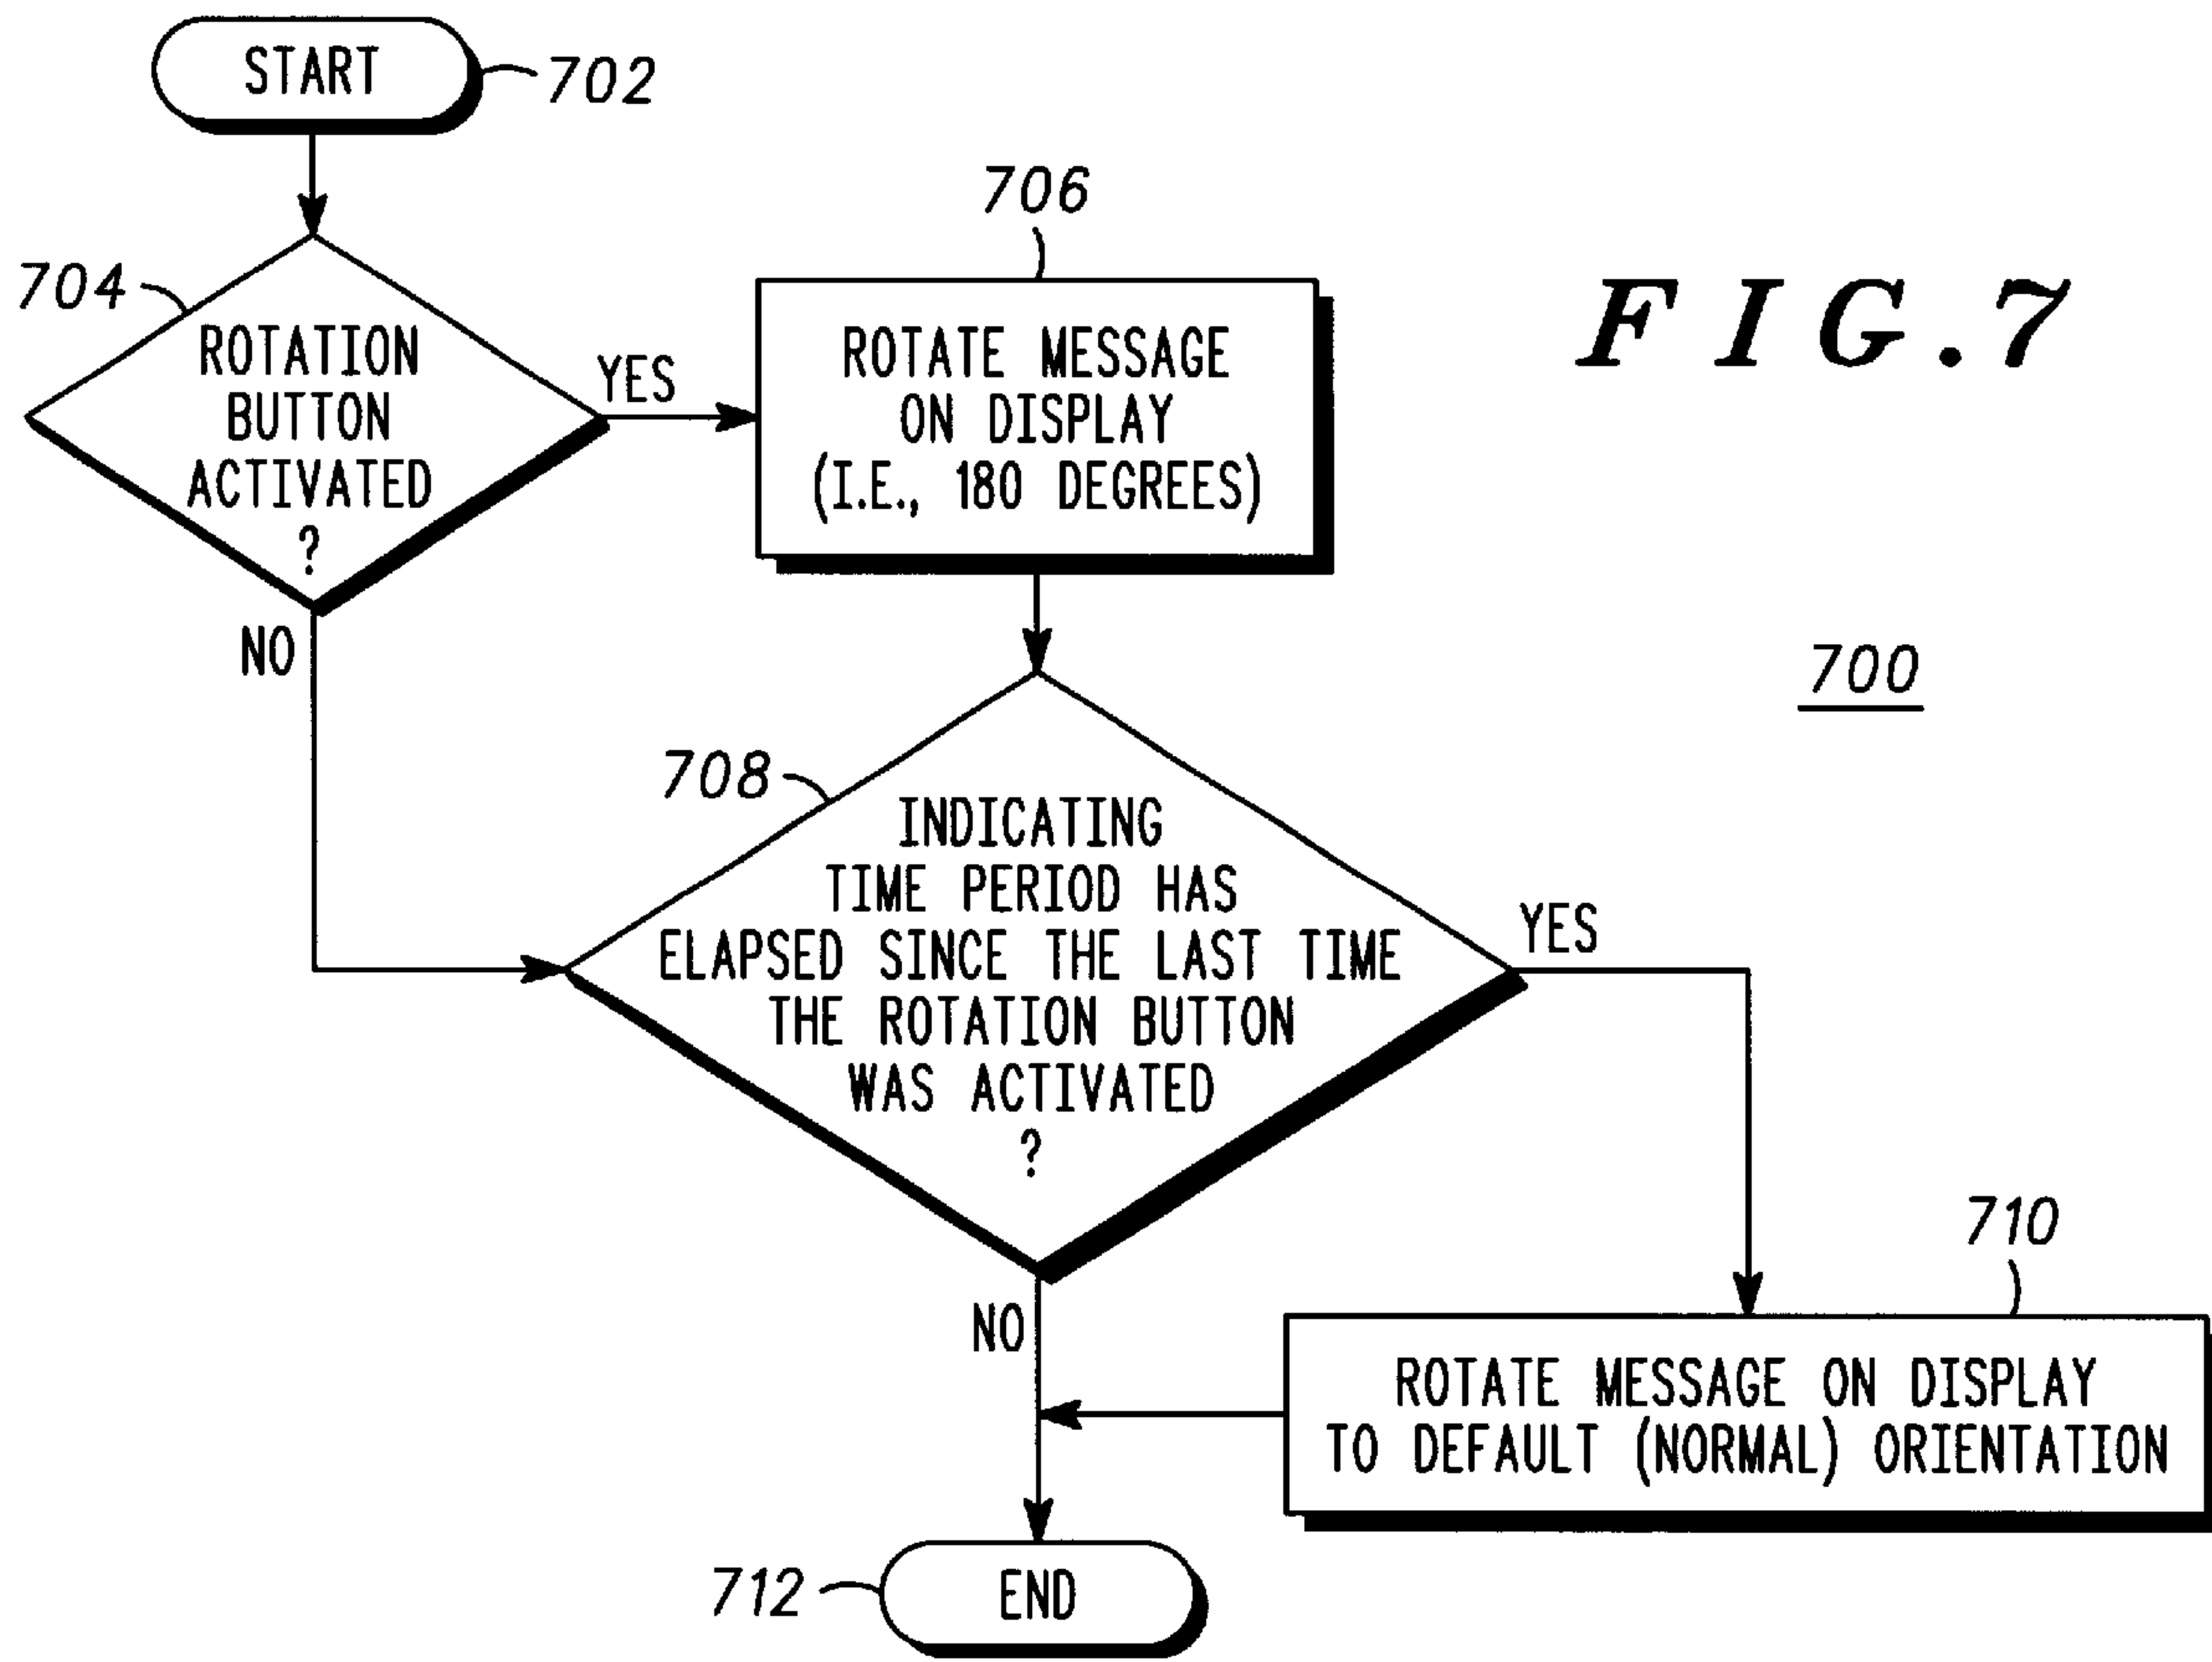 START
702
706
704
ROTATION
BUTTON
ACTIVATED
?
YES
NO
ROTATE MESSAGE
ON DISPLAY
(I.E., 180 DEGREES)
FIG.7
700
708
INDICATING
TIME PERIOD HAS
ELAPSED SINCE THE LAST TIME
THE ROTATION BUTTON
WAS ACTIVATED
?
YES
NO
710
ROTATE MESSAGE ON DISPLAY
TO DEFAULT (NORMAL) ORIENTATION
712
END